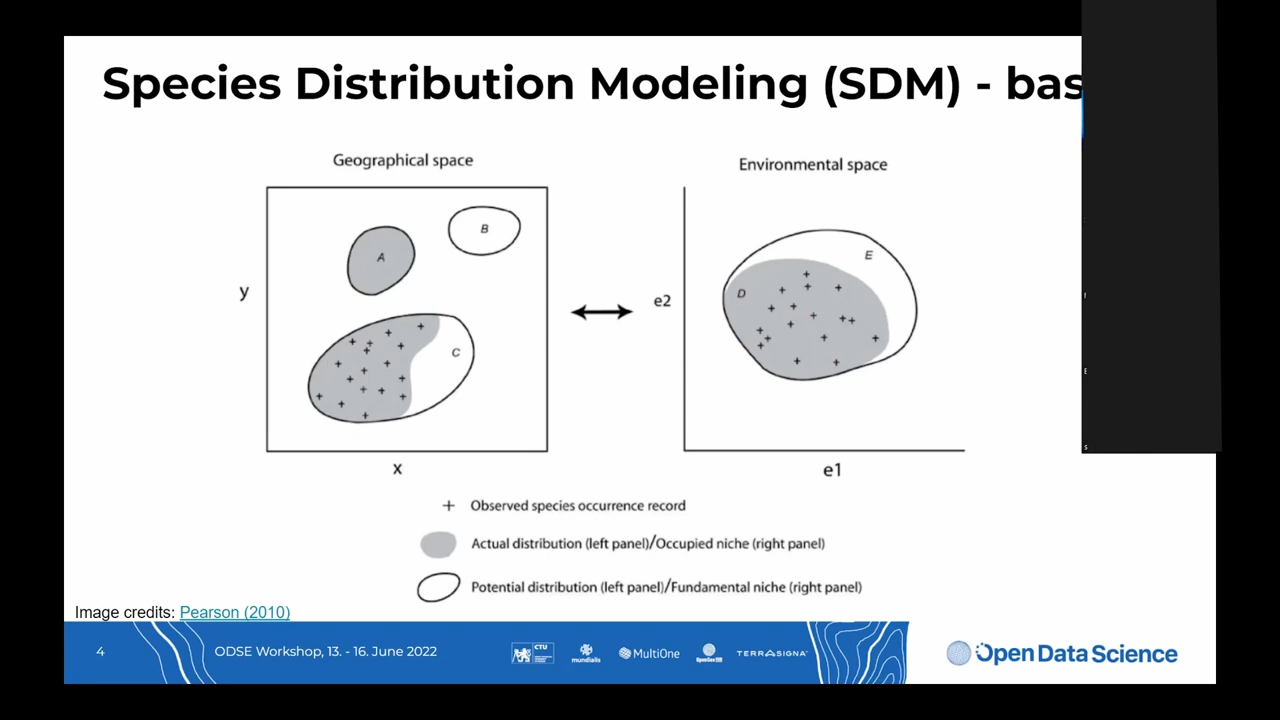 Species Distribution Modeling (SDM) - bas
Geographical space
Environmental space
A
B
C
y
x
e2
D
E
e1
+ Observed species occurrence record
Actual distribution (left panel)/Occupied niche (right panel)
Potential distribution (left panel)/Fundamental niche (right panel)
Image credits: Pearson (2010)
4
ODSE Workshop, 13. - 16. June 2022
CTU
mundialis
MultiOne
OpenGeoHub
TERRASIGNA
Open Data Science